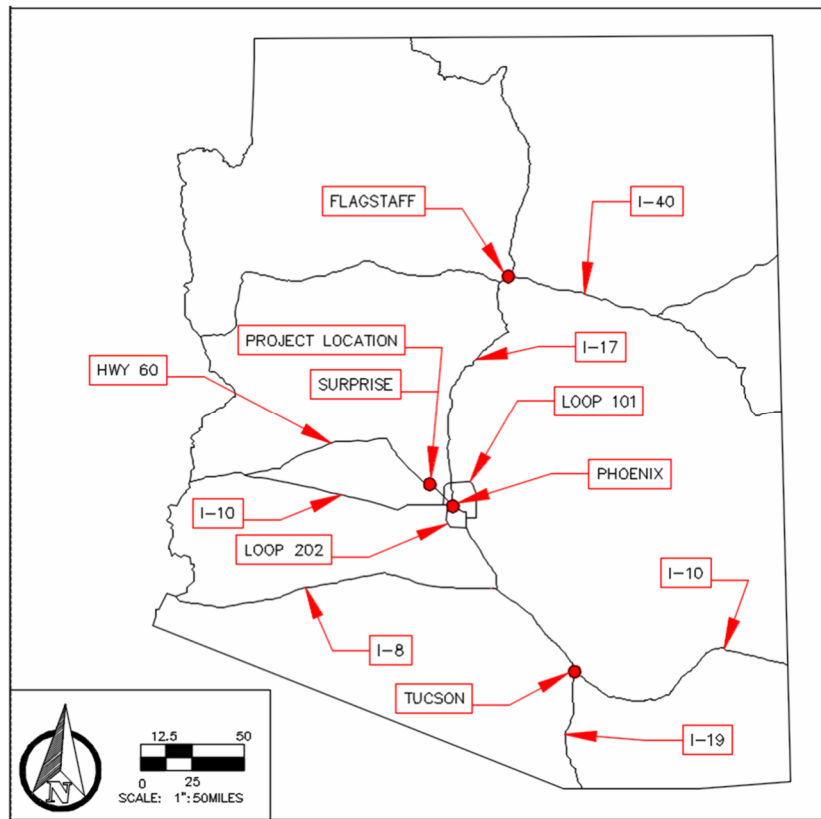 FLAGSTAFF
I-40
PROJECT LOCATION
I-17
HWY 60
SURPRISE
LOOP 101
PHOENIX
I-10
LOOP 202
I-10
I-8
TUCSON
I-19
12.5 50
0 25
SCALE: 1":50MILES
N